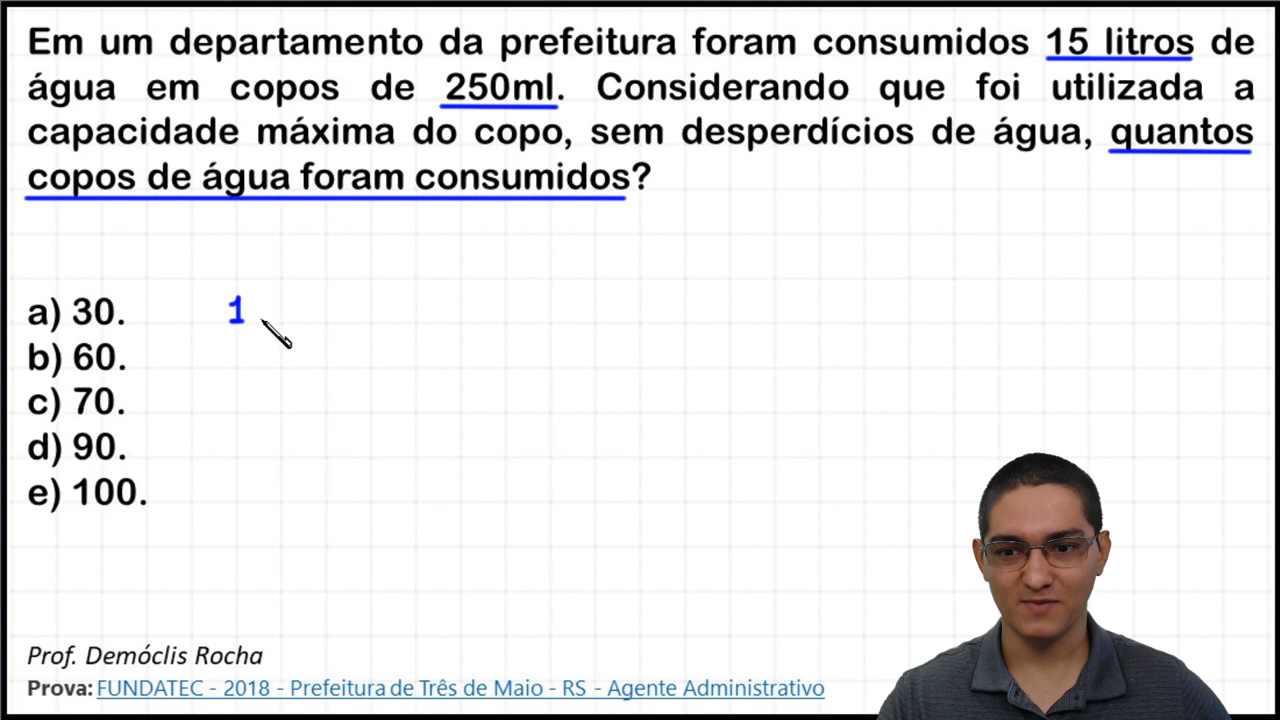 Em um departamento da prefeitura foram consumidos 15 litros de
água em copos de 250ml. Considerando que foi utilizada a
capacidade máxima do copo, sem desperdícios de água, quantos
copos de água foram consumidos?
a) 30.
1
b) 60.
c) 70.
d) 90.
e) 100.
Prof. Demóclis Rocha
Prova: FUNDATEC - 2018 - Prefeitura de Três de Maio - RS - Agente Administrativo